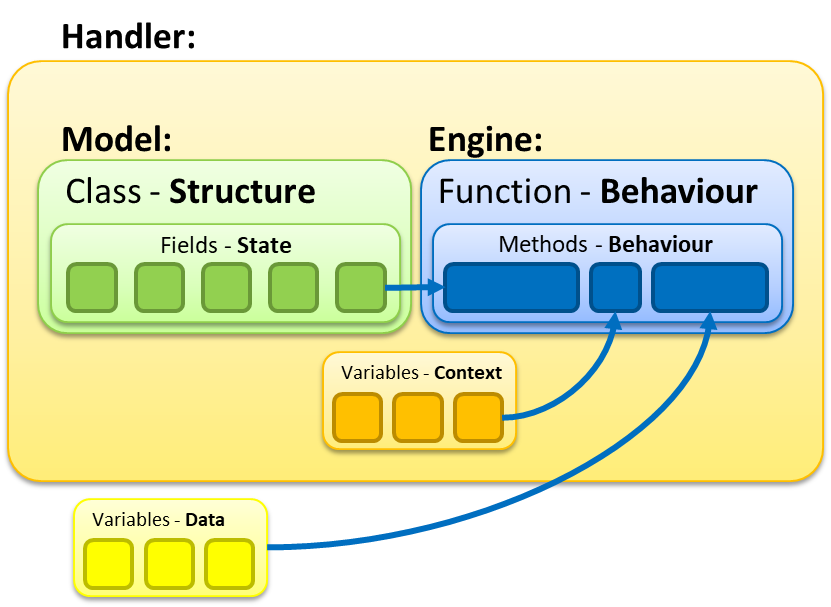 Handler:
Model:
Engine:
Class - Structure
Function - Behaviour
Fields - State
Methods - Behaviour
Variables - Context
Variables - Data